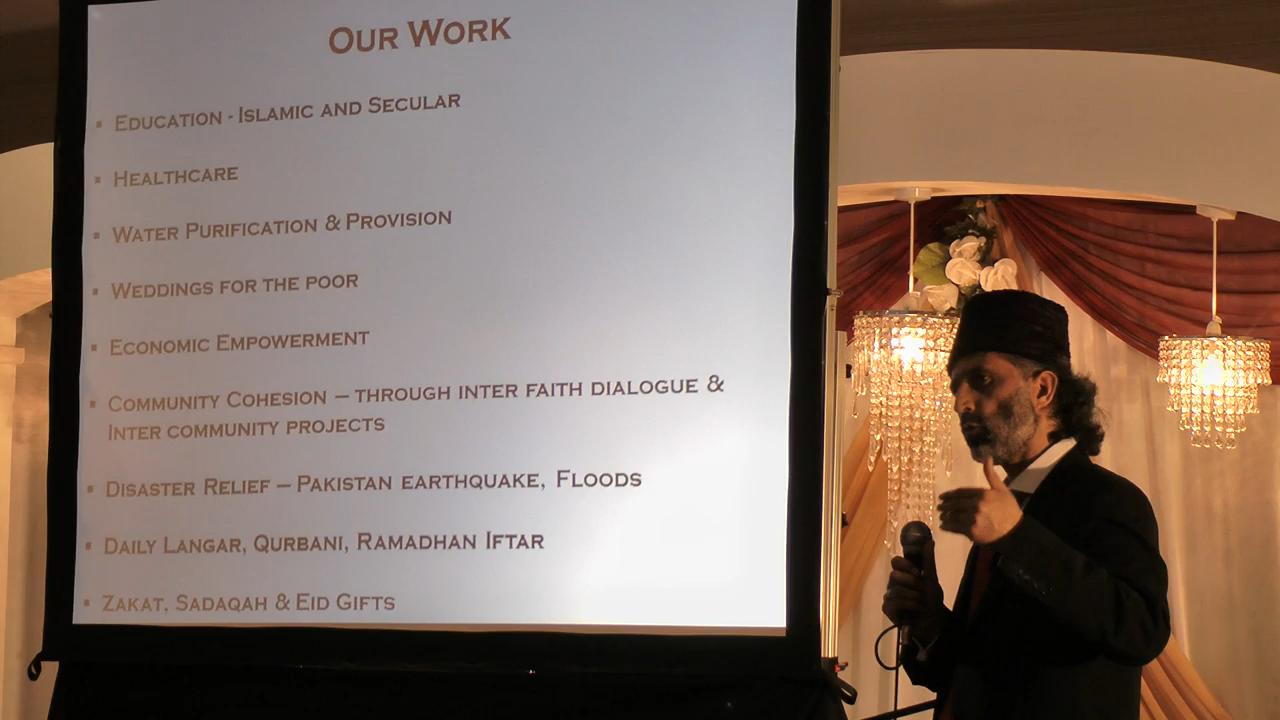 OUR WORK
▪ EDUCATION - ISLAMIC AND SECULAR
▪ HEALTHCARE
▪ WATER PURIFICATION & PROVISION
▪ WEDDINGS FOR THE POOR
▪ ECONOMIC EMPOWERMENT
▪ COMMUNITY COHESION – THROUGH INTER FAITH DIALOGUE &
INTER COMMUNITY PROJECTS
▪ DISASTER RELIEF – PAKISTAN EARTHQUAKE, FLOODS
▪ DAILY LANGAR, QURBANI, RAMADHAN IFTAR
▪ ZAKAT, SADAQAH & EID GIFTS